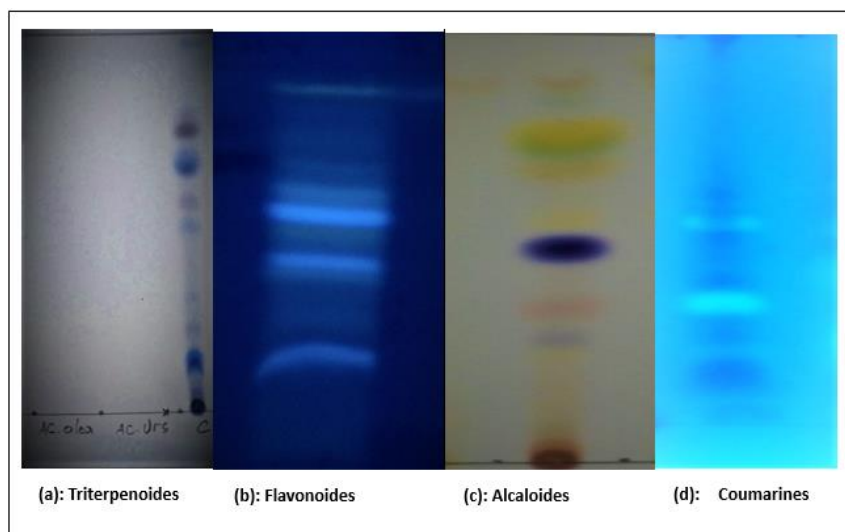 AC. olea AC. Urs C
(a): Triterpenoides (b): Flavonoides (c): Alcaloides (d): Coumarines